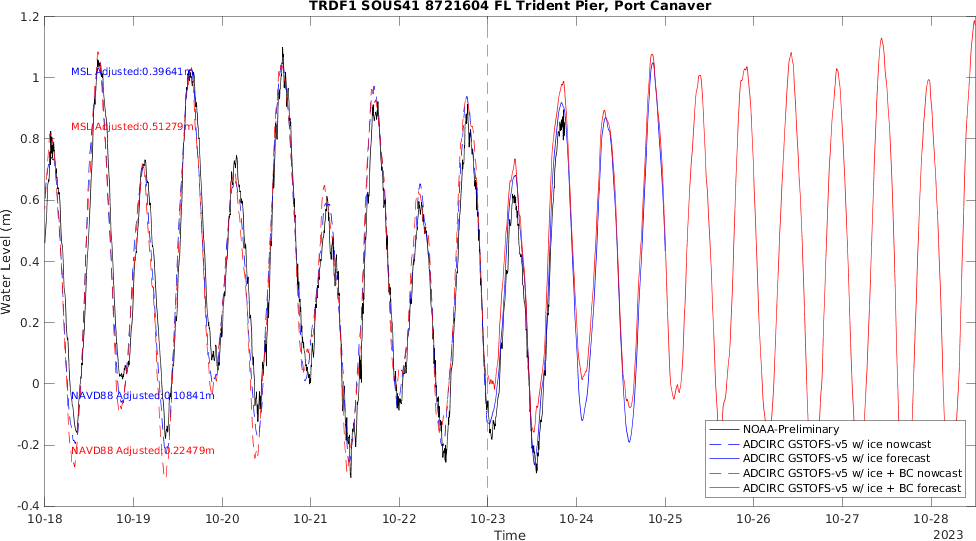 TRDF1 SOUS41 8721604 FL Trident Pier, Port Canaver
1.2
1
0.8
0.6
0.4
0.2
0
-0.2
-0.4
Water Level (m)
MSL Adjusted:0.39641m
MSL Adjusted:0.51279m
NAVD88 Adjusted:0.10841m
NAVD88 Adjusted:0.22479m
NOAA-Preliminary
ADCIRC GSTOFS-v5 w/ ice nowcast
ADCIRC GSTOFS-v5 w/ ice forecast
ADCIRC GSTOFS-v5 w/ ice + BC nowcast
ADCIRC GSTOFS-v5 w/ ice + BC forecast
10-18 10-19 10-20 10-21 10-22 10-23 10-24 10-25 10-26 10-27 10-28
Time
2023